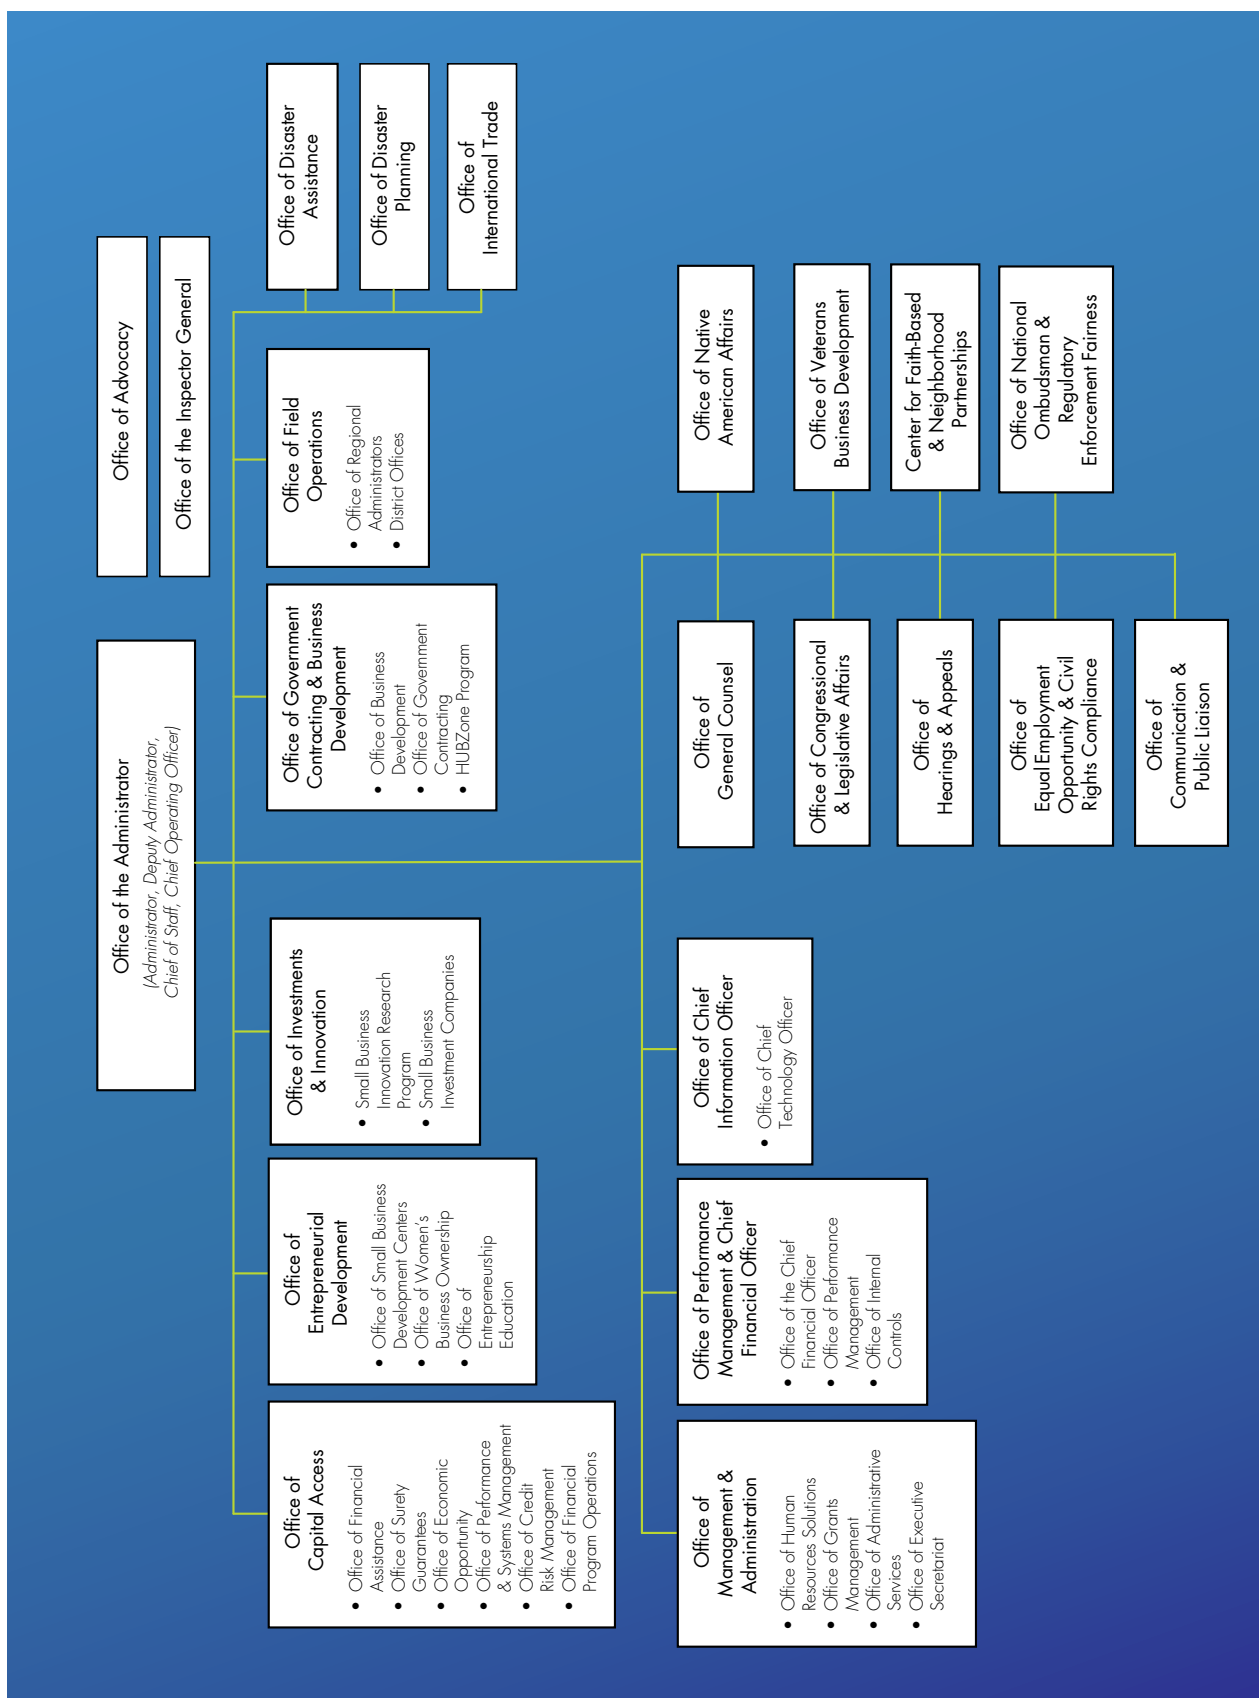 Office of the Administrator
(Administrator, Deputy Administrator,
Chief of Staff, Chief Operating Officer)
Office of Advocacy
Office of the Inspector General
Office of
Capital Access
• Office of Financial
Assistance
• Office of Surety
Guarantees
• Office of Economic
Opportunity
• Office of Performance
& Systems Management
• Office of Credit
Risk Management
• Office of Financial
Program Operations
Office of
Entrepreneurial
Development
• Office of Small Business
Development Centers
• Office of Women's
Business Ownership
• Office of
Entrepreneurship
Education
Office of Investments
& Innovation
• Small Business
Innovation Research
Program
• Small Business
Investment Companies
Office of Government
Contracting & Business
Development
• Office of Business
Development
• Office of Government
Contracting
• HUBZone Program
Office of Field
Operations
• Office of Regional
Administrators
• District Offices
Office of Disaster
Assistance
Office of Disaster
Planning
Office of
International Trade
Office of
Management &
Administration
• Office of Human
Resources Solutions
• Office of Grants
Management
• Office of Administrative
Services
• Office of Executive
Secretariat
Office of Performance
Management & Chief
Financial Officer
• Office of the Chief
Financial Officer
• Office of Performance
Management
• Office of Internal
Controls
Office of Chief
Information Officer
• Office of Chief
Technology Officer
Office of
General Counsel
Office of Congressional
& Legislative Affairs
Office of
Hearings & Appeals
Office of
Equal Employment
Opportunity & Civil
Rights Compliance
Office of
Communication &
Public Liaison
Office of Native
American Affairs
Office of Veterans
Business Development
Center for Faith-Based
& Neighborhood
Partnerships
Office of National
Ombudsman &
Regulatory
Enforcement Fairness